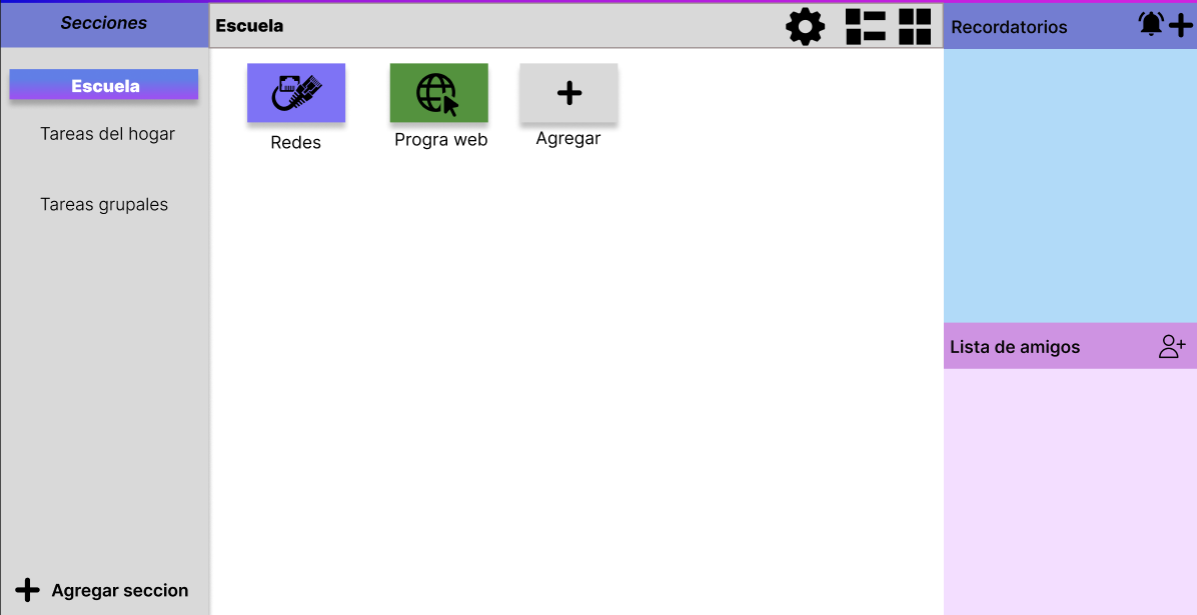 Secciones
Escuela
Recordatorios
Escuela
Tareas del hogar
Redes
Progra web
Agregar
Tareas grupales
Lista de amigos
Agregar seccion